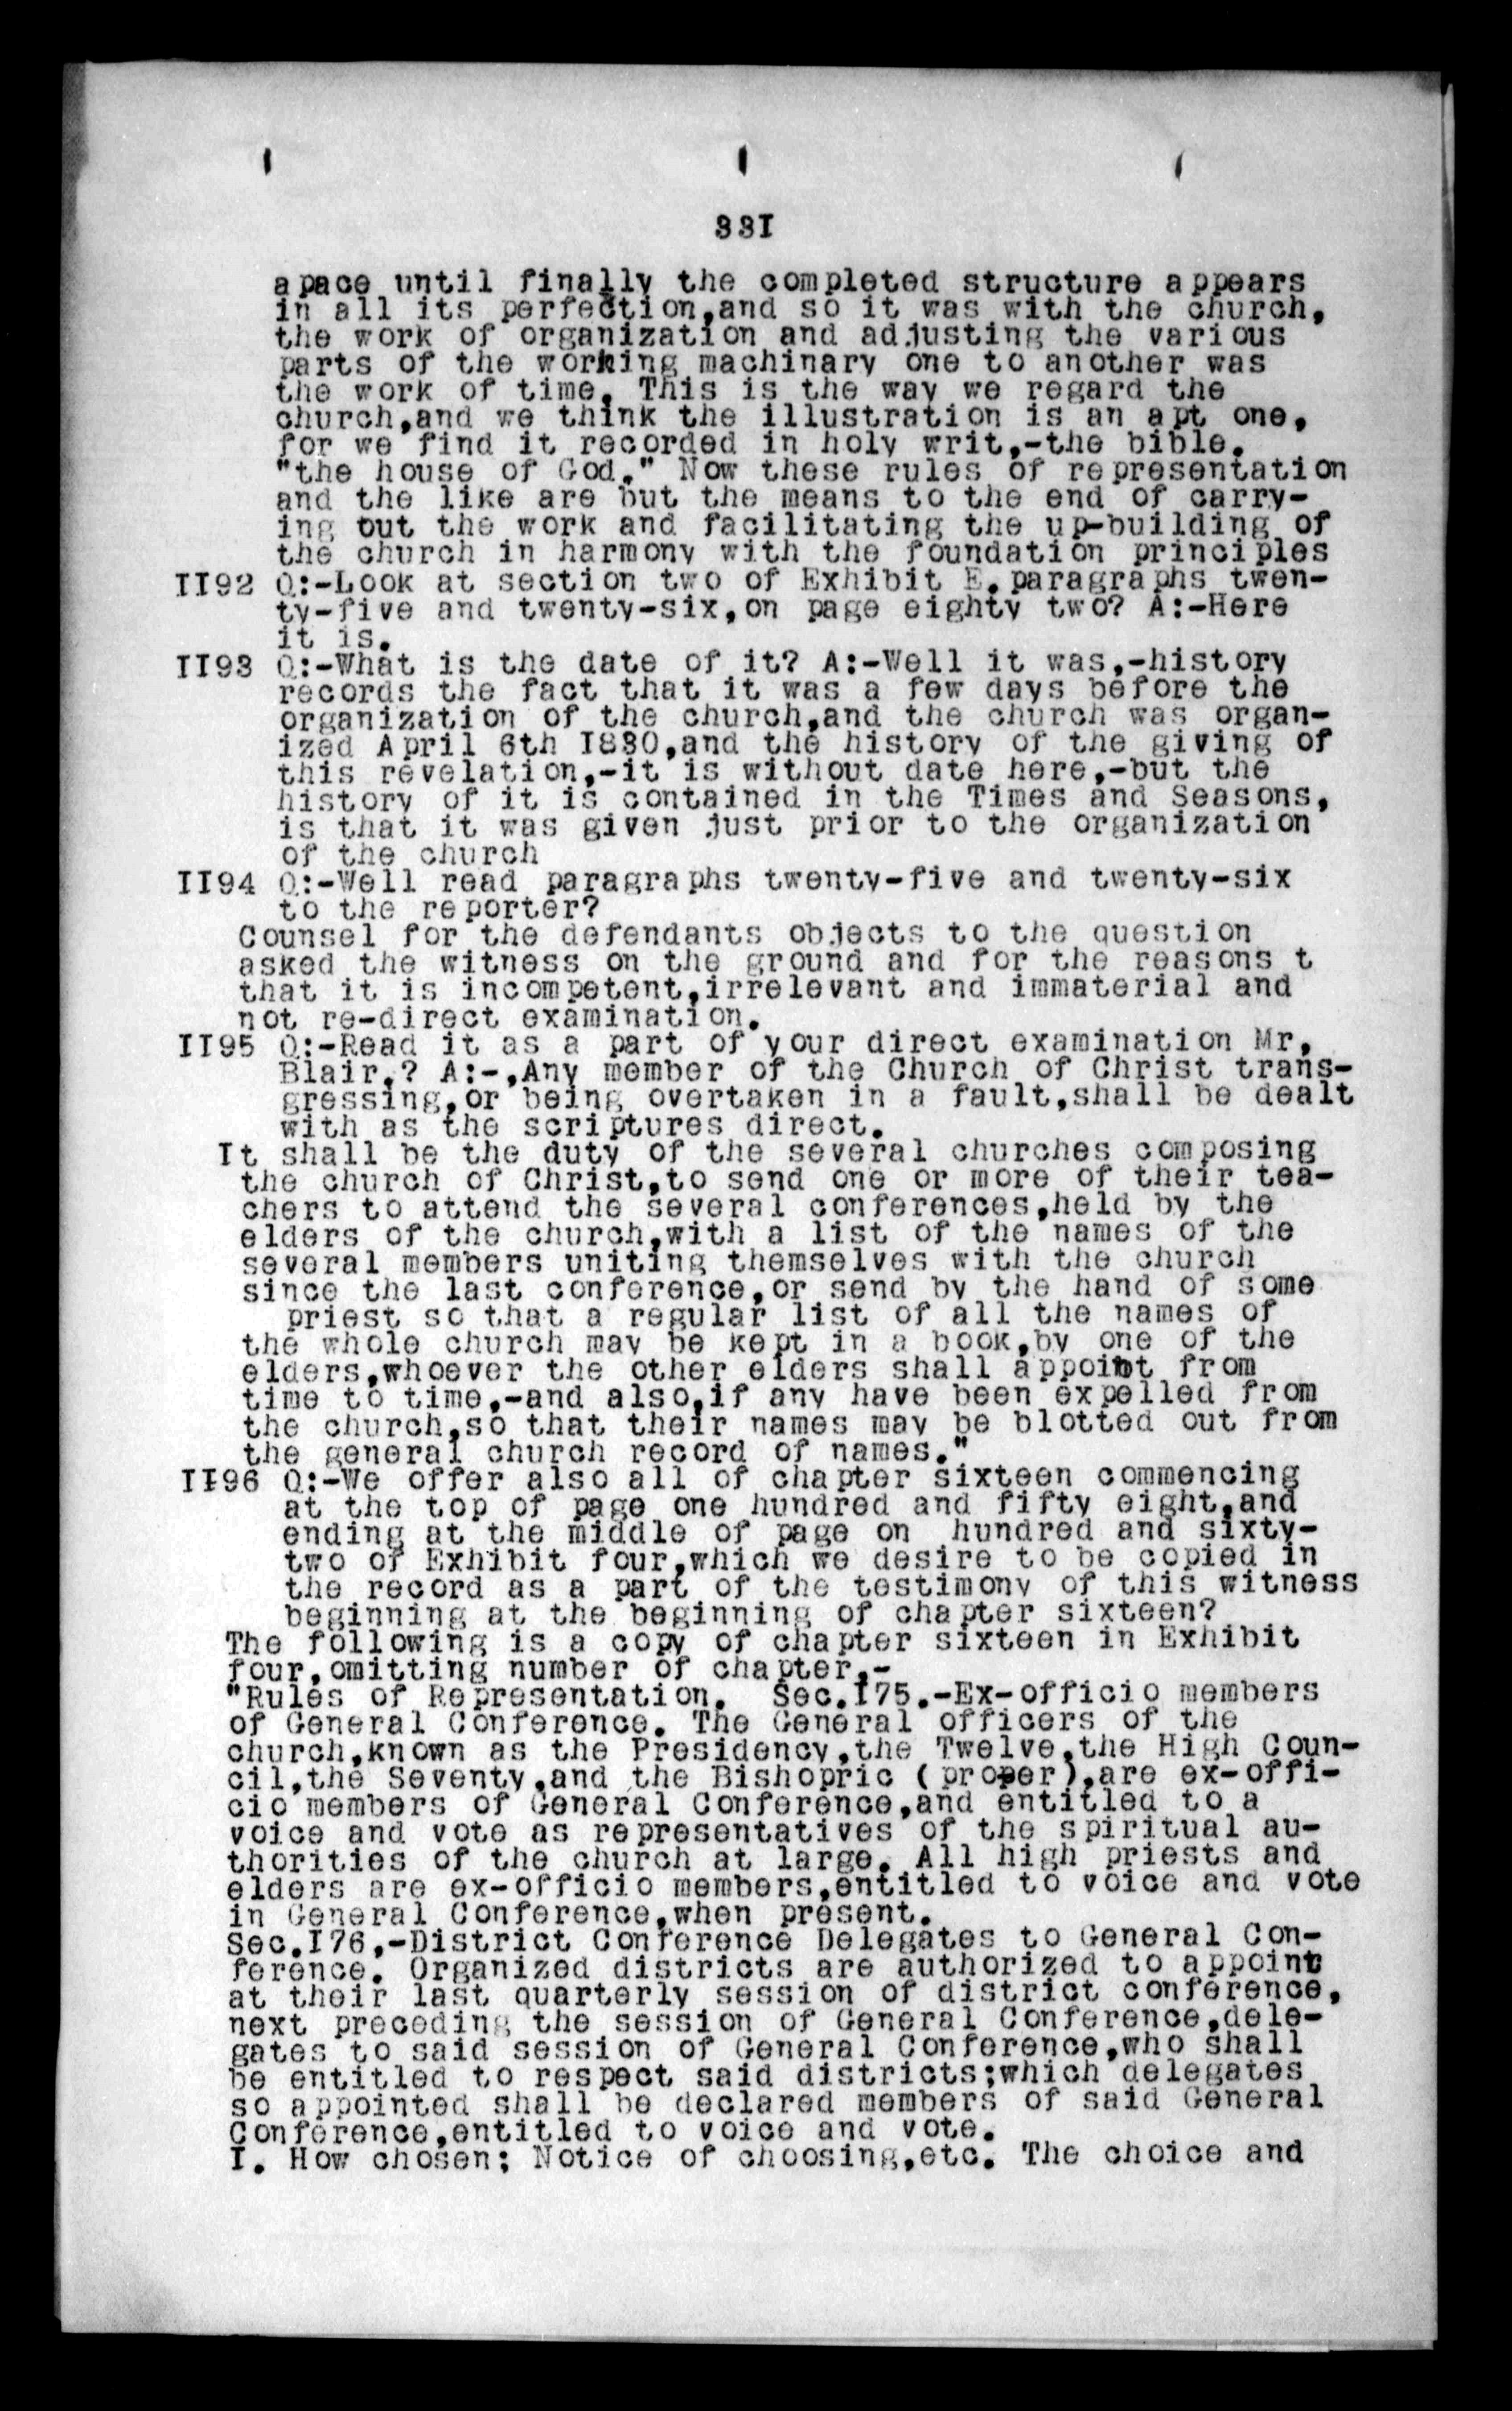 33I
apace until finally the completed structure appears
in all its perfection,and so it was with the church,
the work of organization and adjusting the various
parts of the working machinary one to another was
the work of time. This is the way we regard the
church,and we think the illustration is an apt one,
for we find it recorded in holy writ,-the bible.
"the house of God." Now these rules of representation
and the like are but the means to the end of carry-
ing out the work and facilitating the up-building of
the church in harmony with the foundation principles
II92 Q:-Look at section two of Exhibit E. paragraphs twen-
ty-five and twenty-six,on page eighty two? A:-Here
it is.
II93 Q:-What is the date of it? A:-Well it was,-history
records the fact that it was a few days before the
organization of the church,and the church was organ-
ized April 6th I830,and the history of the giving of
this revelation,-it is without date here,-but the
history of it is contained in the Times and Seasons,
is that it was given just prior to the organization
of the church
II94 Q:-Well read paragraphs twenty-five and twenty-six
to the reporter?
Counsel for the defendants objects to the question
asked the witness on the ground and for the reasons t
that it is incompetent,irrelevant and immaterial and
not re-direct examination.
II95 Q:-Read it as a part of your direct examination Mr,
Blair.? A:-,Any member of the Church of Christ trans-
gressing,or being overtaken in a fault,shall be dealt
with as the scriptures direct.
It shall be the duty of the several churches composing
the church of Christ,to send one or more of their tea-
chers to attend the several conferences,held by the
elders of the church,with a list of the names of the
several members uniting themselves with the church
since the last conference,or send by the hand of some
priest so that a regular list of all the names of
the whole church may be kept in a book,by one of the
elders,whoever the other elders shall appoint from
time to time,-and also,if any have been expelled from
the church,so that their names may be blotted out from
the general church record of names."
II96 Q:-We offer also all of chapter sixteen commencing
at the top of page one hundred and fifty eight,and
ending at the middle of page on hundred and sixty-
two of Exhibit four,which we desire to be copied in
the record as a part of the testimony of this witness
beginning at the beginning of chapter sixteen?
The following is a copy of chapter sixteen in Exhibit
four,omitting number of chapter,-
"Rules of Representation. Sec.I75.-Ex-officio members
of General Conference. The General officers of the
church,known as the Presidency,the Twelve,the High Coun-
cil,the Seventy,and the Bishopric (proper),are ex-offi-
cio members of General Conference,and entitled to a
voice and vote as representatives of the spiritual au-
thorities of the church at large. All high priests and
elders are ex-officio members,entitled to voice and vote
in General Conference,when present.
Sec.I76,-District Conference Delegates to General Con-
ference. Organized districts are authorized to appoint
at their last quarterly session of district conference,
next preceding the session of General Conference,dele-
gates to said session of General Conference,who shall
be entitled to respect said districts;which delegates
so appointed shall be declared members of said General
Conference,entitled to voice and vote.
I. How chosen; Notice of choosing,etc. The choice and